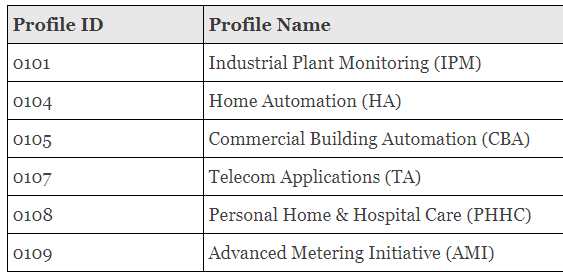 Profile ID Profile Name
0101 Industrial Plant Monitoring (IPM)
0104 Home Automation (HA)
0105 Commercial Building Automation (CBA)
0107 Telecom Applications (TA)
0108 Personal Home & Hospital Care (PHHC)
0109 Advanced Metering Initiative (AMI)